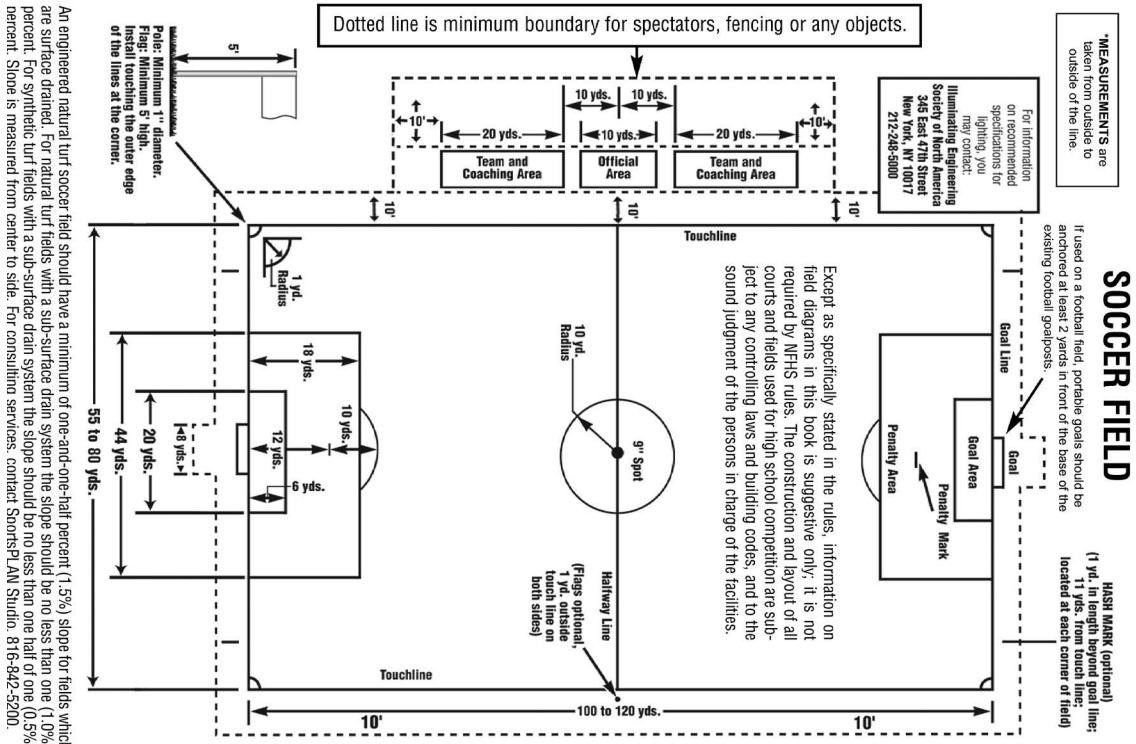 Dotted line is minimum boundary for spectators, fencing or any objects.
*MEASUREMENTS are
taken from outside to
outside of the line.
For information
on recommended
specifications for
lighting, you
may contact:
Illuminating Engineering
Society of North America
345 East 47th Street
New York, NY 10017
212-248-5000
SOCCER FIELD
If used on a football field, portable goals should be
anchored at least 2 yards in front of the base of the
existing football goalposts.
HASH MARK (optional)
(1 yd. in length beyond goal line;
11 yds. from touch line;
located at each corner of field)
5'
Pole: Minimum 1" diameter.
Flag: Minimum 5' high.
Install touching the outer edge
of the lines at the corner.
10 yds.
10 yds.
10'
10'
20 yds.
10 yds.
20 yds.
Team and
Coaching Area
Official
Area
Team and
Coaching Area
10'
10'
10'
Touchline
Goal Line
Goal
Goal Area
Penalty Area
Penalty Mark
Except as specifically stated in the rules, information on
field diagrams in this book is suggestive only; it is not
required by NFHS rules. The construction and layout of all
courts and fields used for high school competition are sub-
ject to any controlling laws and building codes, and to the
sound judgment of the persons in charge of the facilities.
1 yd.
Radius
10 yd.
Radius
9" Spot
18 yds.
10 yds.
12 yds.
6 yds.
8 yds.
20 yds.
44 yds.
55 to 80 yds.
Halfway Line
(Flags optional,
1 yd. outside
touch line on
both sides)
Touchline
100 to 120 yds.
10'
10'
An engineered natural turf soccer field should have a minimum of one-and-one-half percent (1.5%) slope for fields whicl
are surface drained. For natural turf fields with a sub-surface drain system the slope should be no less than one (1.0%
percent. For synthetic turf fields with a sub-surface drain system the slope should be no less than one half of one (0.5%
percent. Slope is measured from center to side. For consulting services, contact SportsPLAN Studio, 816-842-5200.